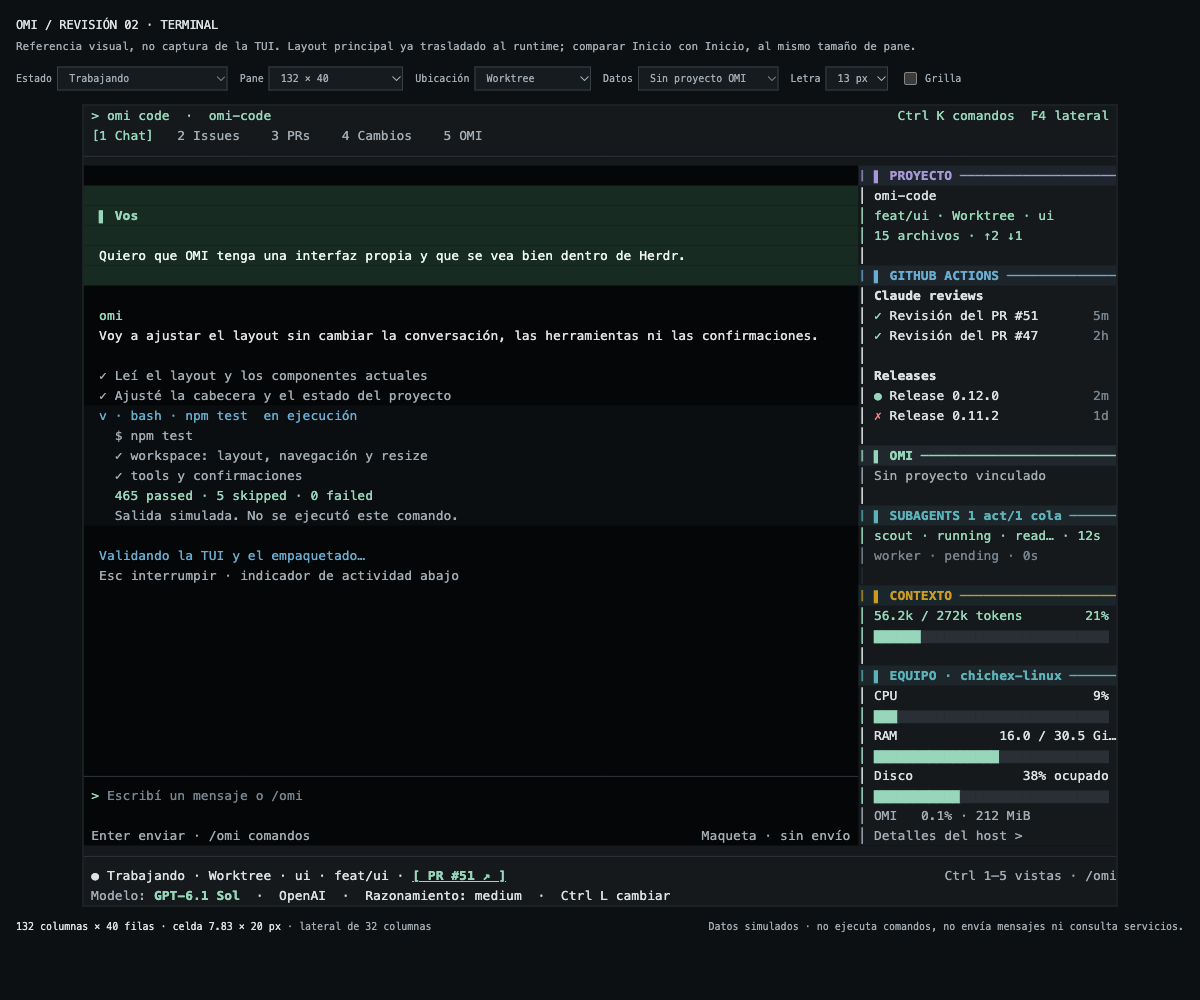 OMI / REVISIÓN 02 · TERMINAL
Referencia visual, no captura de la TUI. Layout principal ya trasladado al runtime; comparar Inicio con Inicio, al mismo tamaño de pane.
Estado Trabajando Pane 132 × 40 Ubicación Worktree Datos Sin proyecto OMI Letra 13 px Grilla
> omi code · omi-code Ctrl K comandos F4 lateral
[1 Chat] 2 Issues 3 PRs 4 Cambios 5 OMI
Vos
Quiero que OMI tenga una interfaz propia y que se vea bien dentro de Herdr.
omi
Voy a ajustar el layout sin cambiar la conversación, las herramientas ni las confirmaciones.
✓ Leí el layout y los componentes actuales
✓ Ajusté la cabecera y el estado del proyecto
v · bash · npm test en ejecución
$ npm test
✓ workspace: layout, navegación y resize
✓ tools y confirmaciones
465 passed · 5 skipped · 0 failed
Salida simulada. No se ejecutó este comando.
Validando la TUI y el empaquetado…
Esc interrumpir · indicador de actividad abajo
> Escribí un mensaje o /omi
Enter enviar · /omi comandos Maqueta · sin envío
PROYECTO
omi-code
feat/ui · Worktree · ui
15 archivos · ↑2 ↓1
GITHUB ACTIONS
Claude reviews
✓ Revisión del PR #51 5m
✓ Revisión del PR #47 2h
Releases
● Release 0.12.0 2m
✗ Release 0.11.2 1d
OMI
Sin proyecto vinculado
SUBAGENTS 1 act/1 cola
scout · running · read… · 12s
worker · pending · 0s
CONTEXTO
56.2k / 272k tokens 21%
EQUIPO · chichex-linux
CPU 9%
RAM 16.0 / 30.5 Gi…
Disco 38% ocupado
OMI 0.1% · 212 MiB
Detalles del host >
● Trabajando · Worktree · ui · feat/ui · [ PR #51 ↗ ] Ctrl 1–5 vistas · /omi
Modelo: GPT-6.1 Sol · OpenAI · Razonamiento: medium · Ctrl L cambiar
132 columnas × 40 filas · celda 7.83 × 20 px · lateral de 32 columnas
Datos simulados · no ejecuta comandos, no envía mensajes ni consulta servicios.